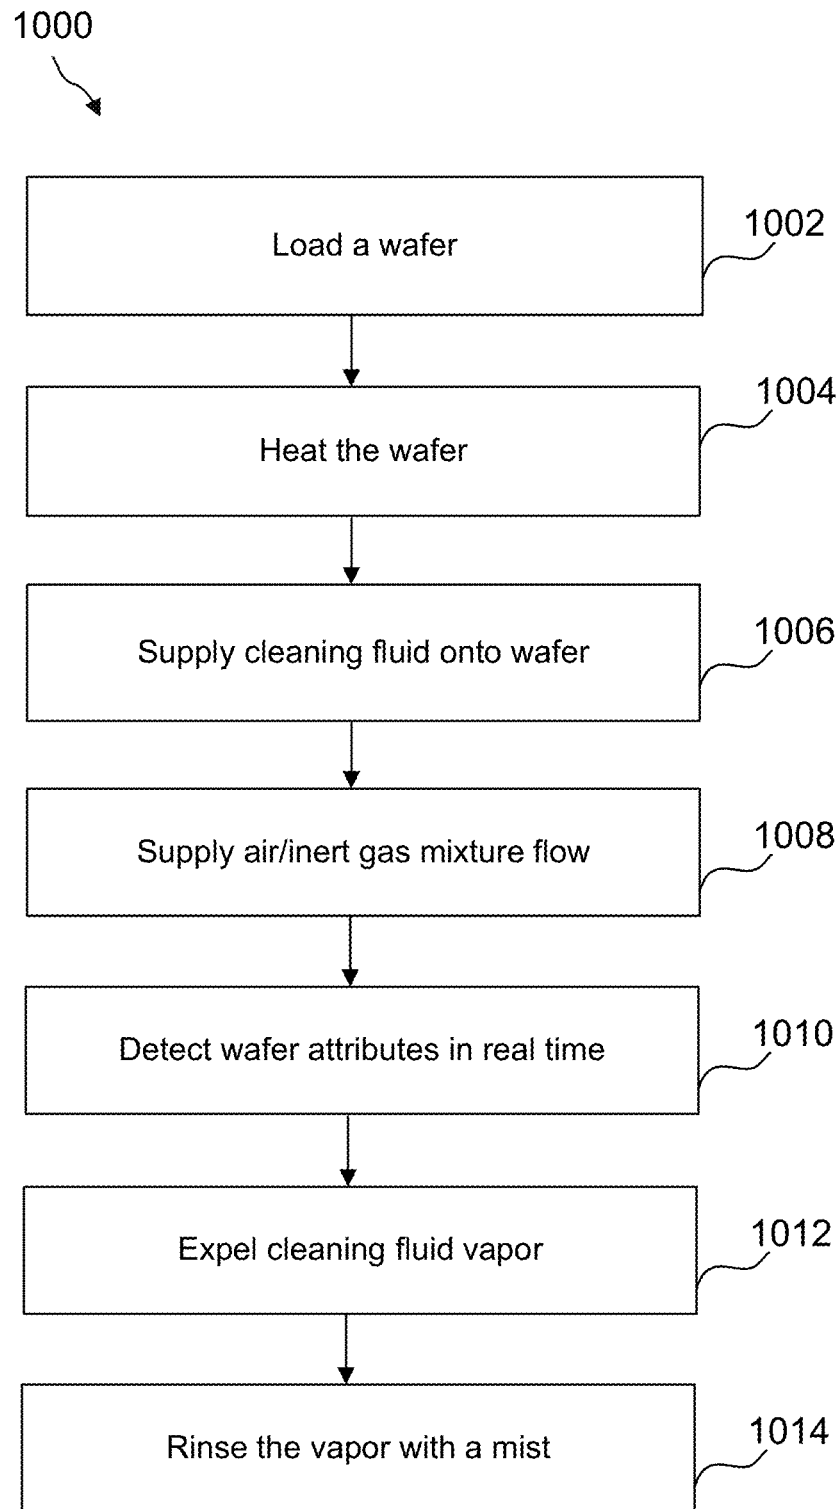 1000
Load a wafer
1002
Heat the wafer
1004
Supply cleaning fluid onto wafer
1006
Supply air/inert gas mixture flow
1008
Detect wafer attributes in real time
1010
Expel cleaning fluid vapor
1012
Rinse the vapor with a mist
1014